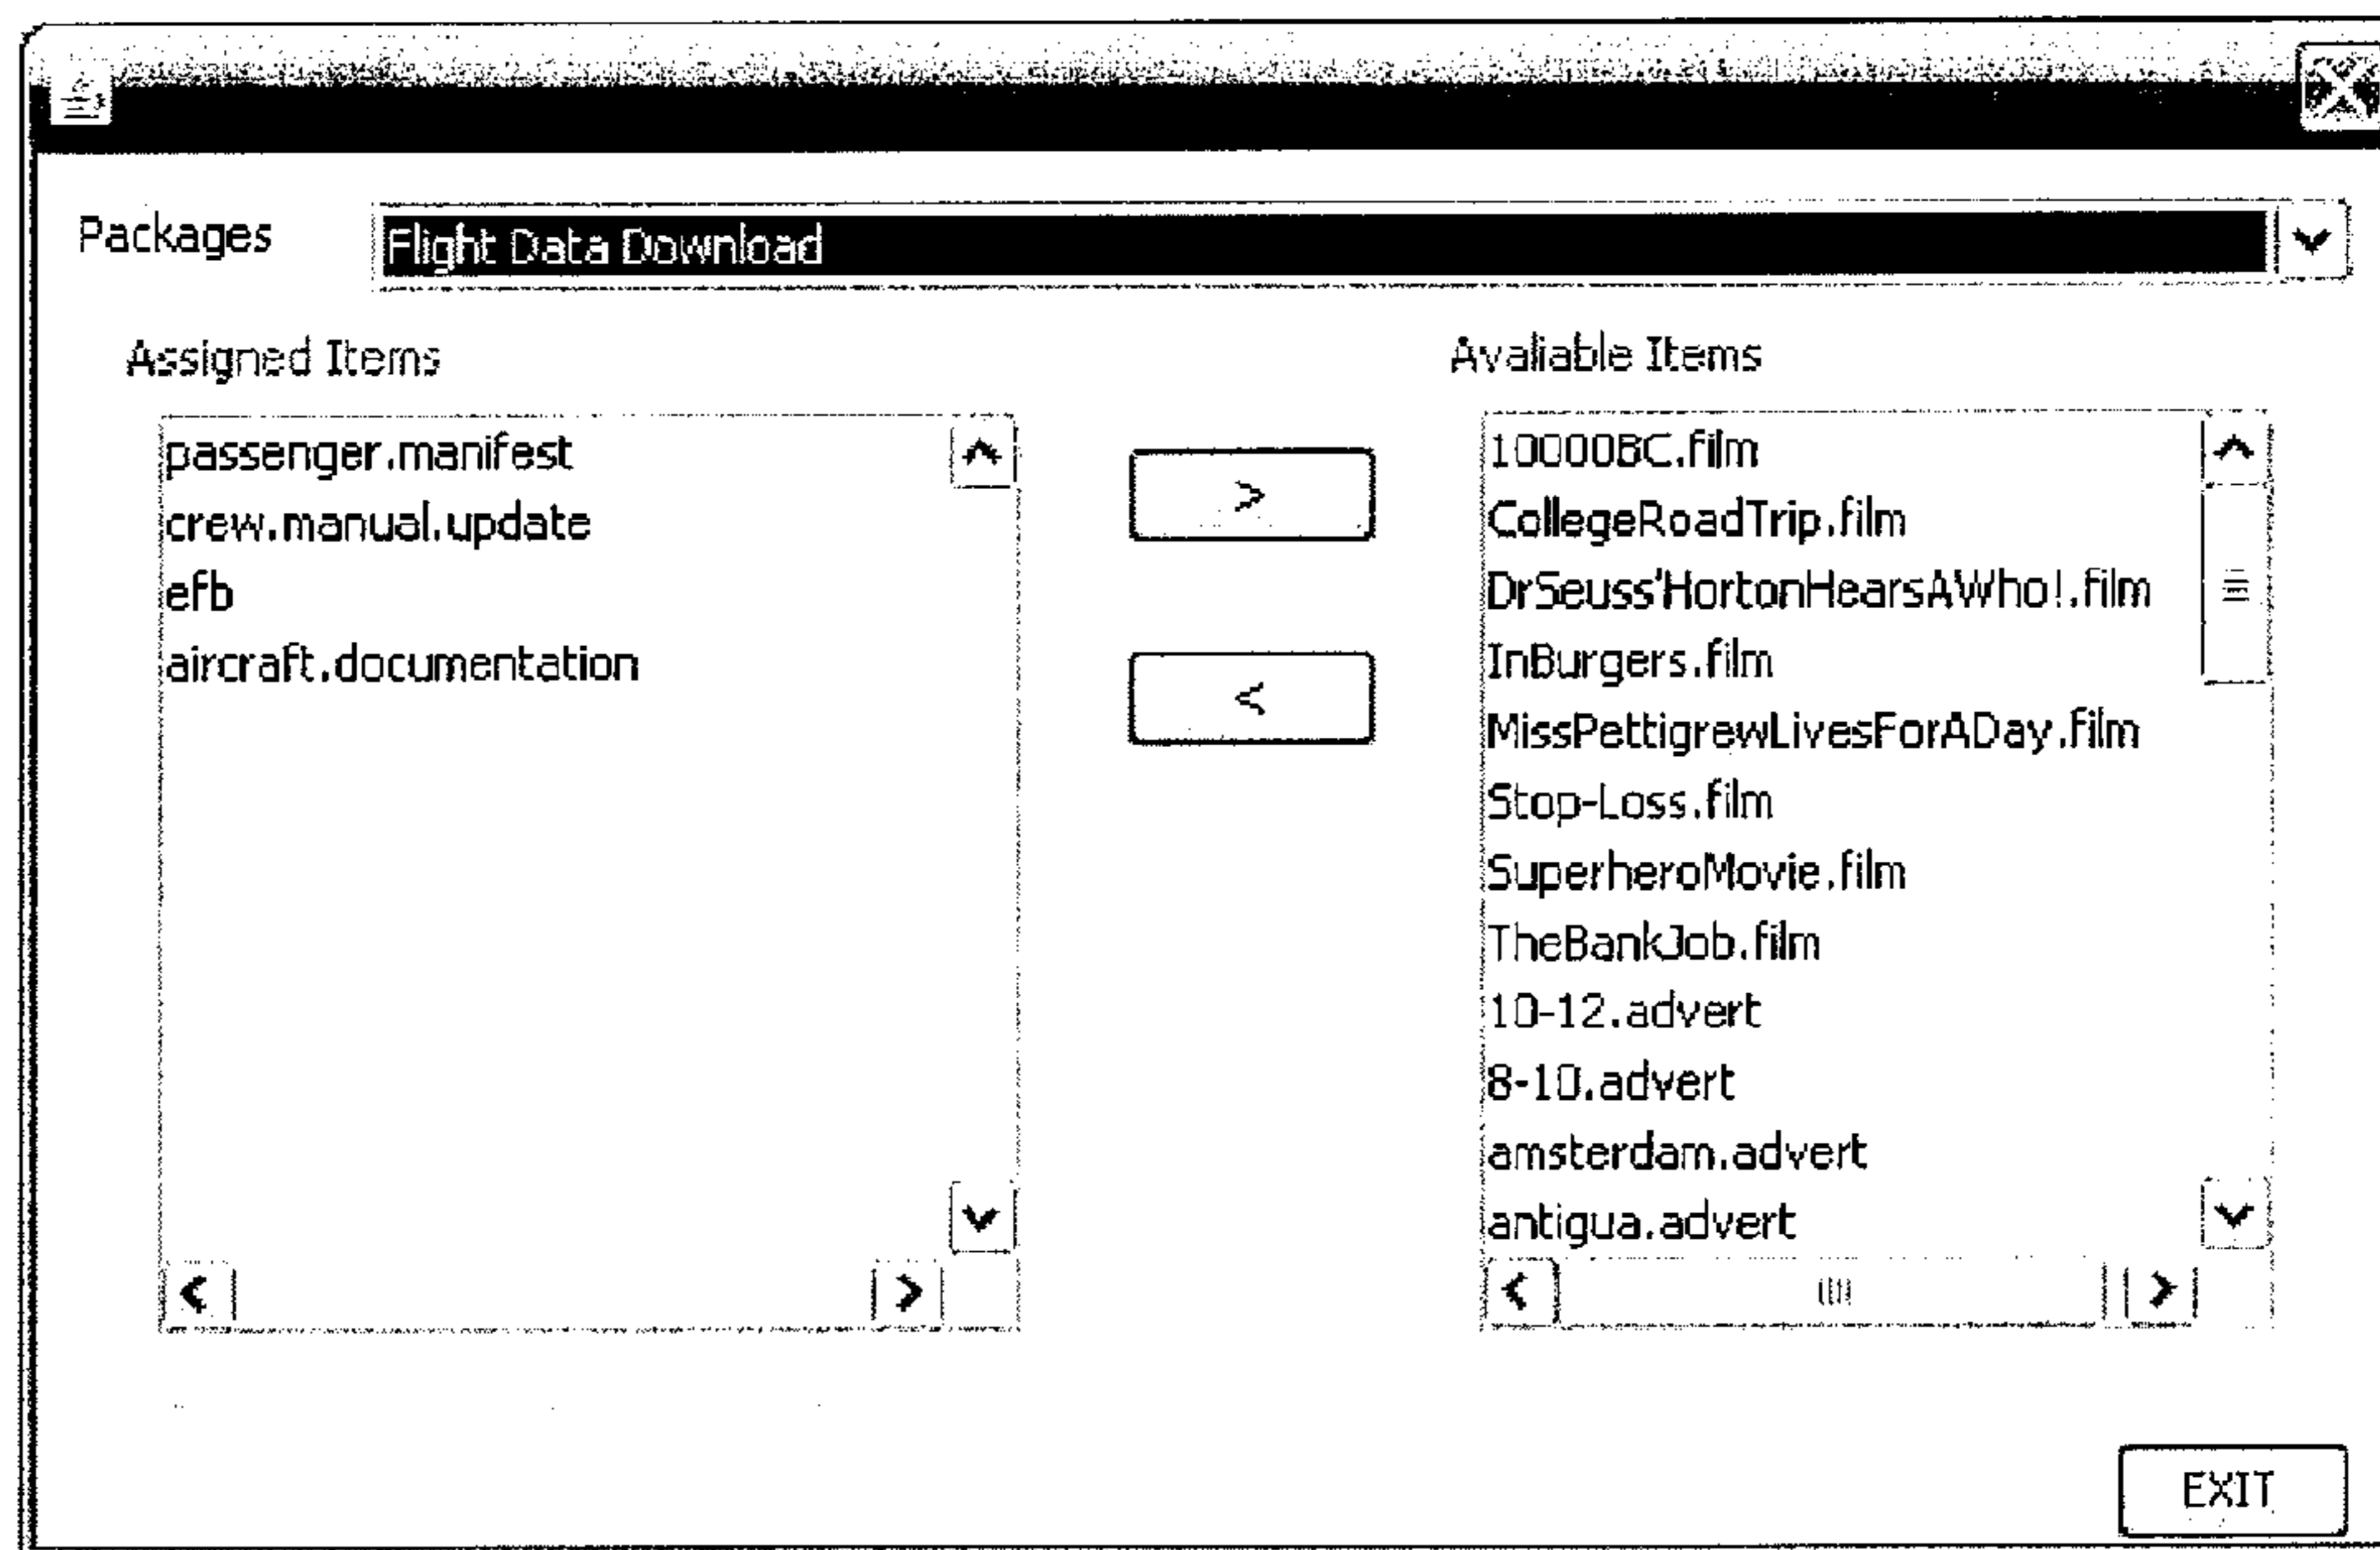 Packages
Flight Data Download
Assigned Items
passenger.manifest
crew.manual.update
efb
aircraft.documentation
>
<
Avaliable Items
10000BC.film
CollegeRoadTrip.film
DrSeuss'HortonHearsAWho!.film
InBurgers.film
MissPettigrewLivesForADay.film
Stop-Loss.film
SuperheroMovie.film
TheBankJob.film
10-12.advert
8-10.advert
amsterdam.advert
antigua.advert
EXIT